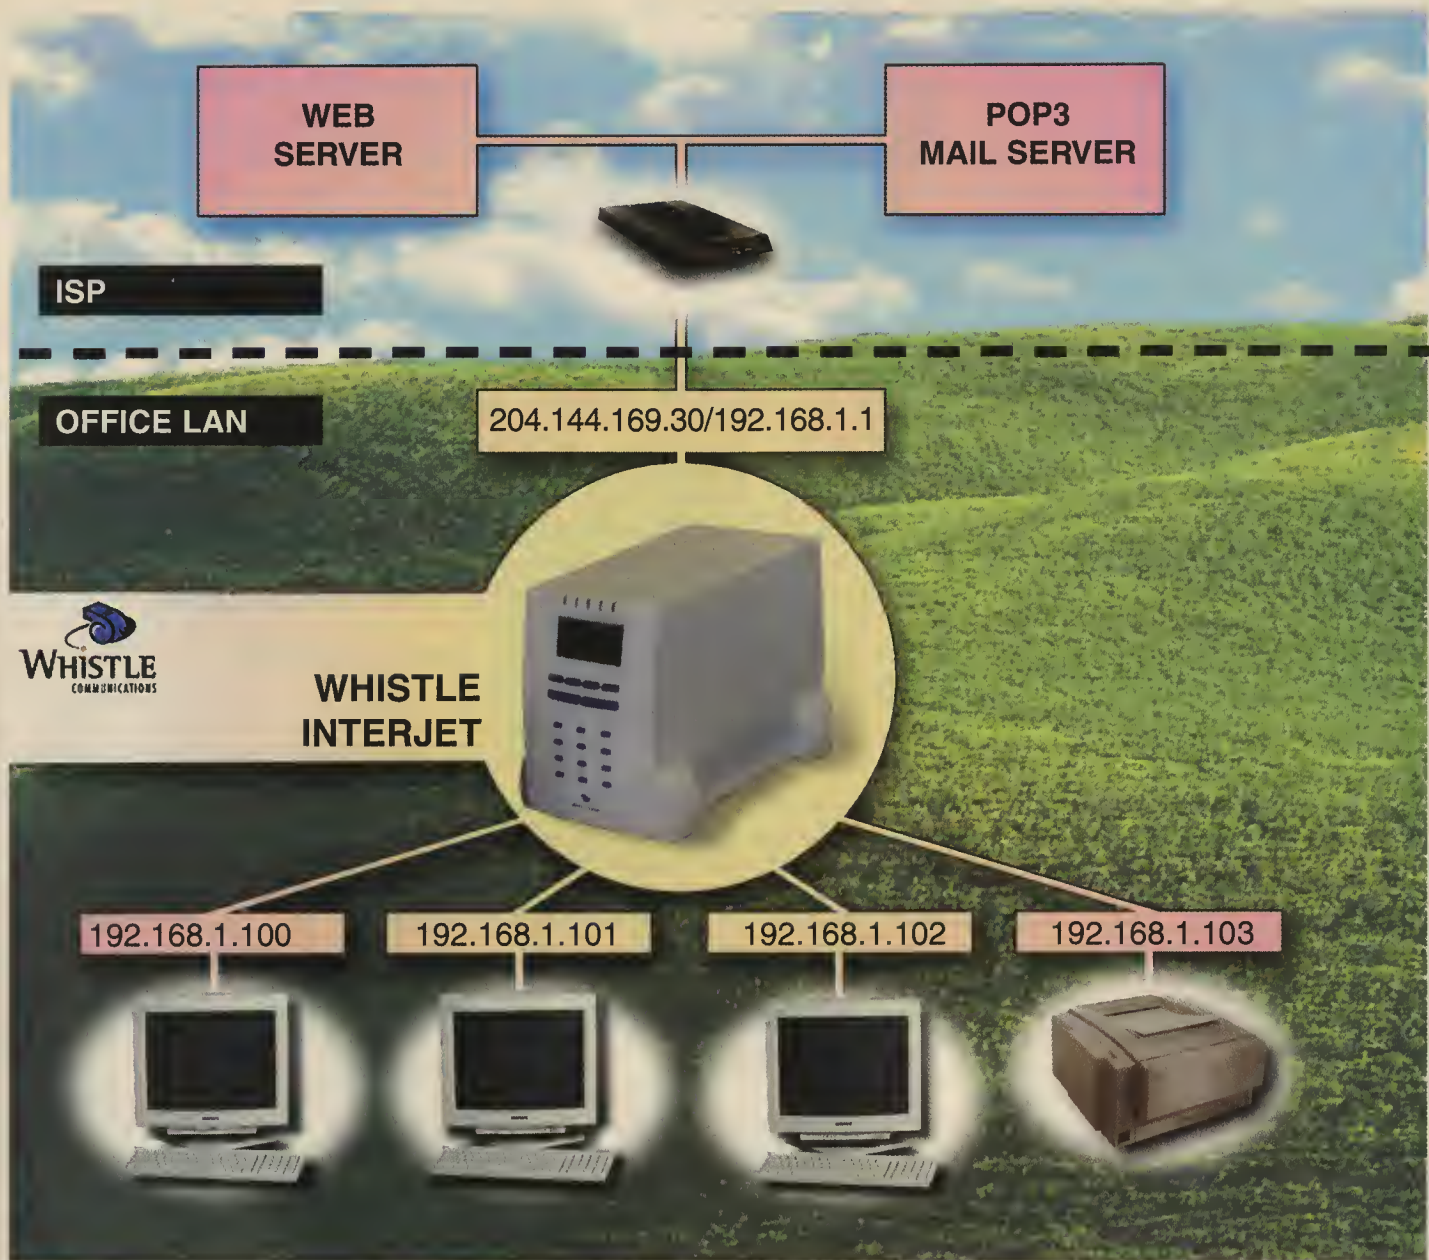 WEB
SERVER
POP3
MAIL SERVER
ISP
OFFICE LAN
204.144.169.30/192.168.1.1
WHISTLE
COMMUNICATIONS
WHISTLE
INTERJET
192.168.1.100
192.168.1.101
192.168.1.102
192.168.1.103